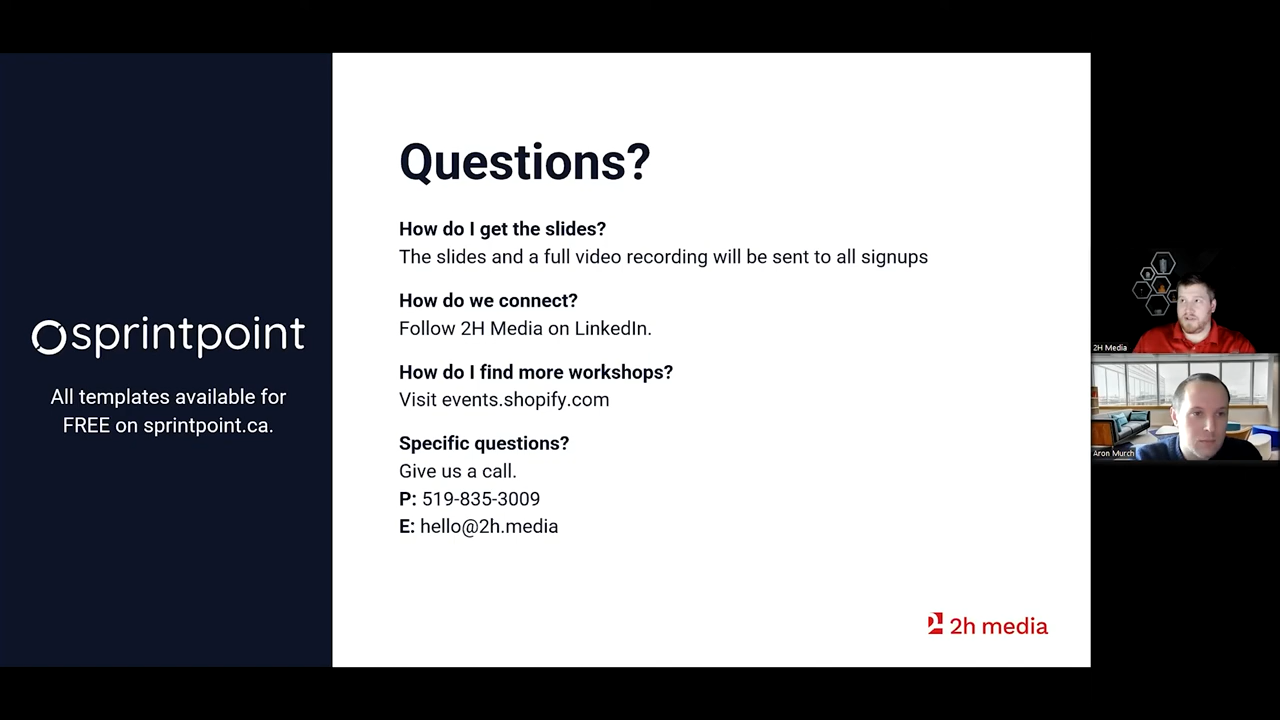 sprintpoint
All templates available for
FREE on sprintpoint.ca.
Questions?
How do I get the slides?
The slides and a full video recording will be sent to all signups
How do we connect?
Follow 2H Media on LinkedIn.
How do I find more workshops?
Visit events.shopify.com
Specific questions?
Give us a call.
P: 519-835-3009
E: hello@2h.media
2h media
2H Media
Aron Murch